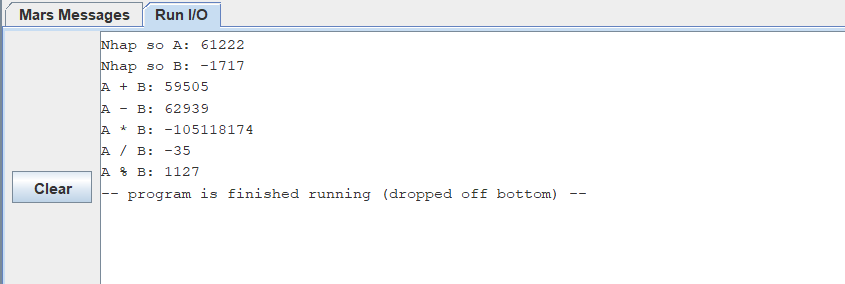 Mars Messages Run I/O
Nhap so A: 61222
Nhap so B: -1717
A + B: 59505
A - B: 62939
A * B: -105118174
A / B: -35
A % B: 1127
Clear
-- program is finished running (dropped off bottom) --